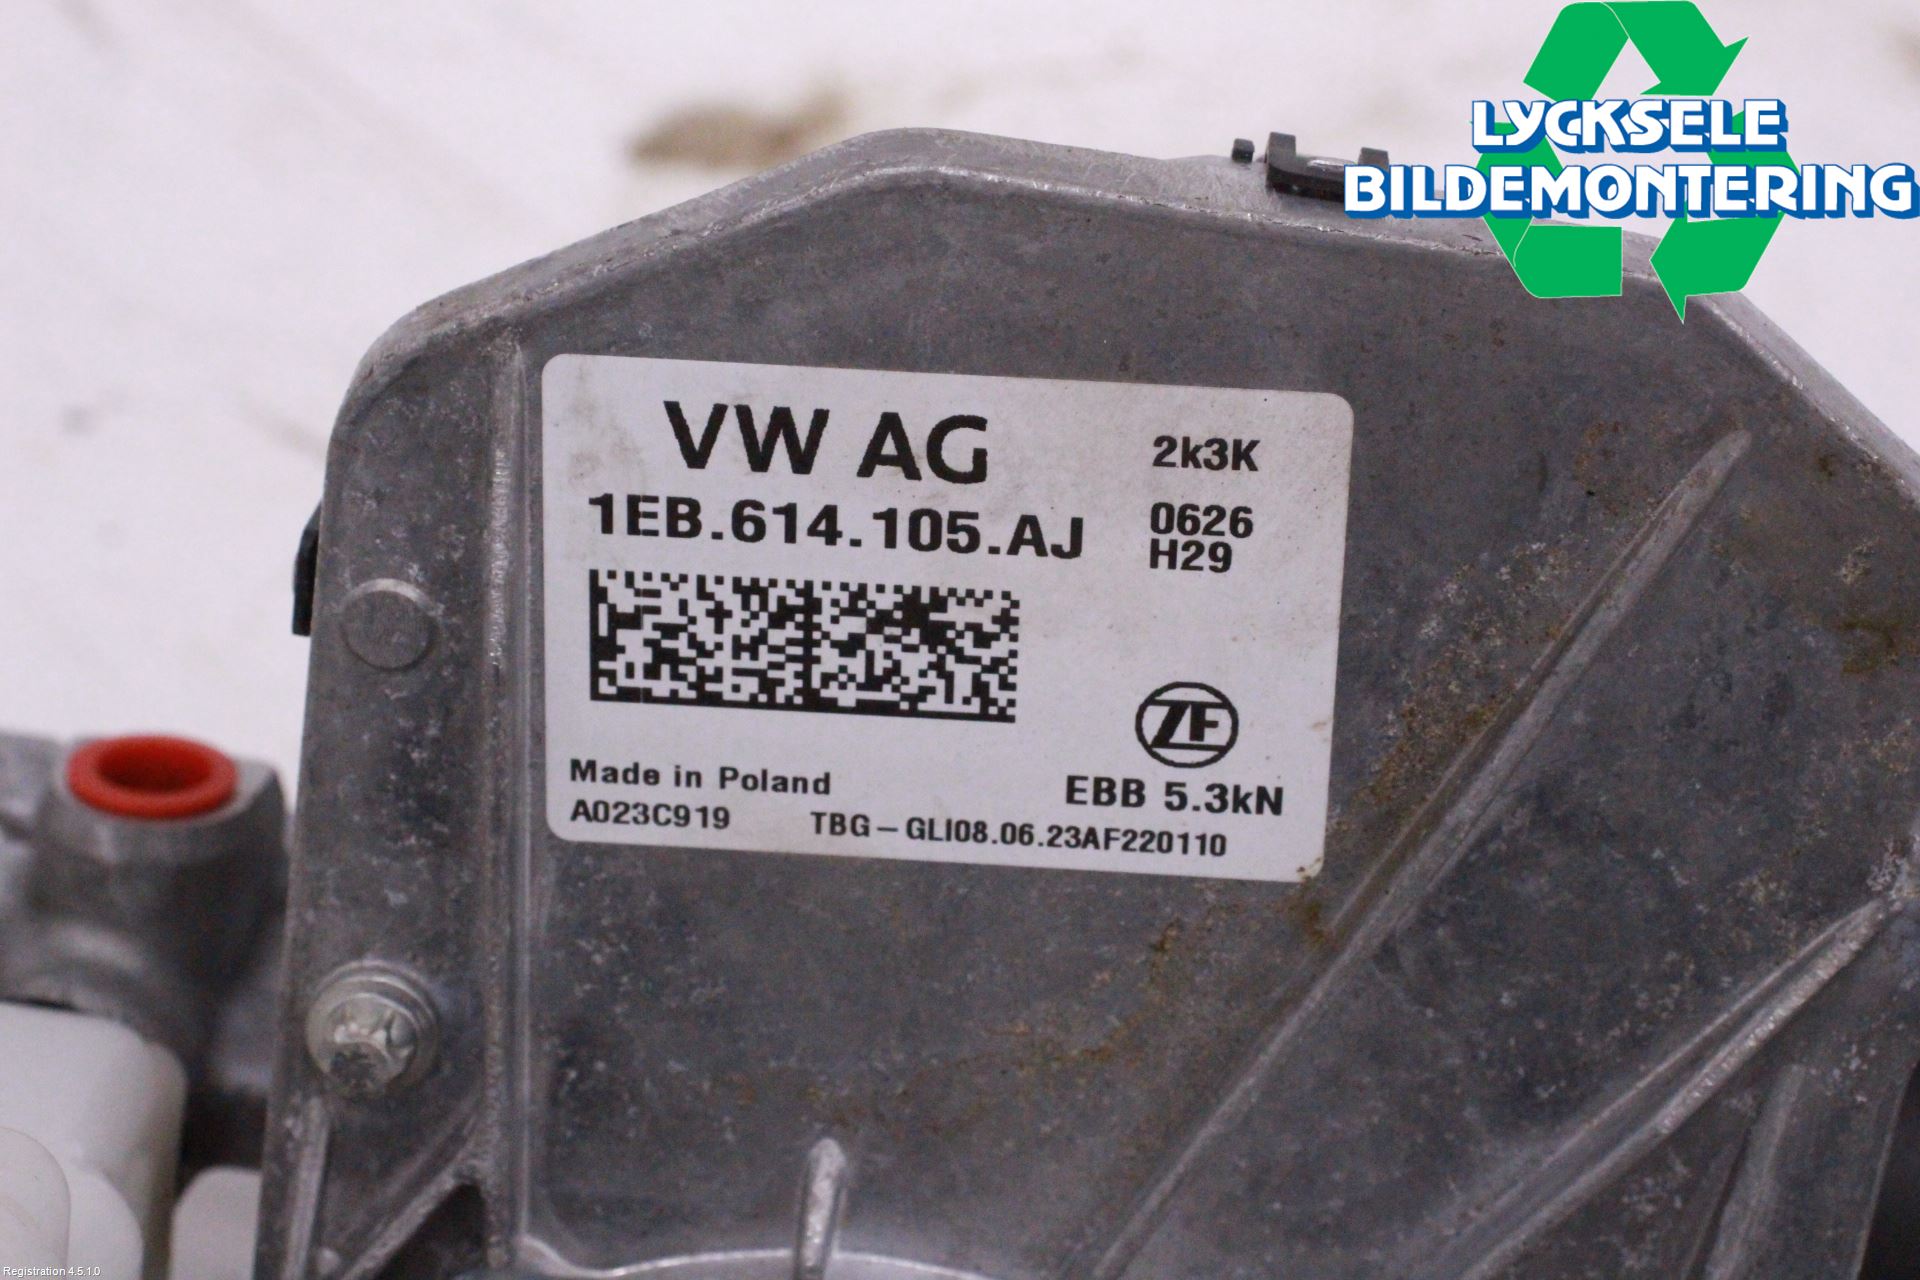 LYCKSELE
BILDEMONTERING
VW AG
2k3K
1EB.614.105.AJ
0626
H29
ZF
Made in Poland
EBB 5.3kN
A023C919
TBG-GLI08.06.23AF220110
Registration 4.5.1.0